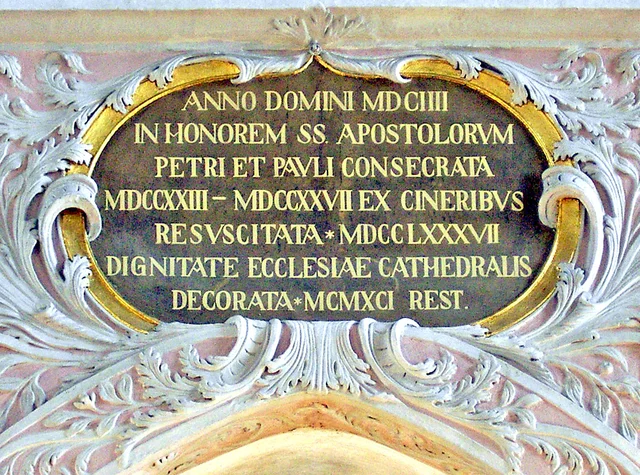 ANNO DOMINI MDCIIII
IN HONOREM SS. APOSTOLORVM
PETRI ET PAVLI CONSECRATA
MDCCXXIII – MDCCXXVII EX CINERIBVS
RESVSCITATA * MDCCLXXXVII
DIGNITATE ECCLESIAE CATHEDRALIS
DECORATA * MCMXCI REST.